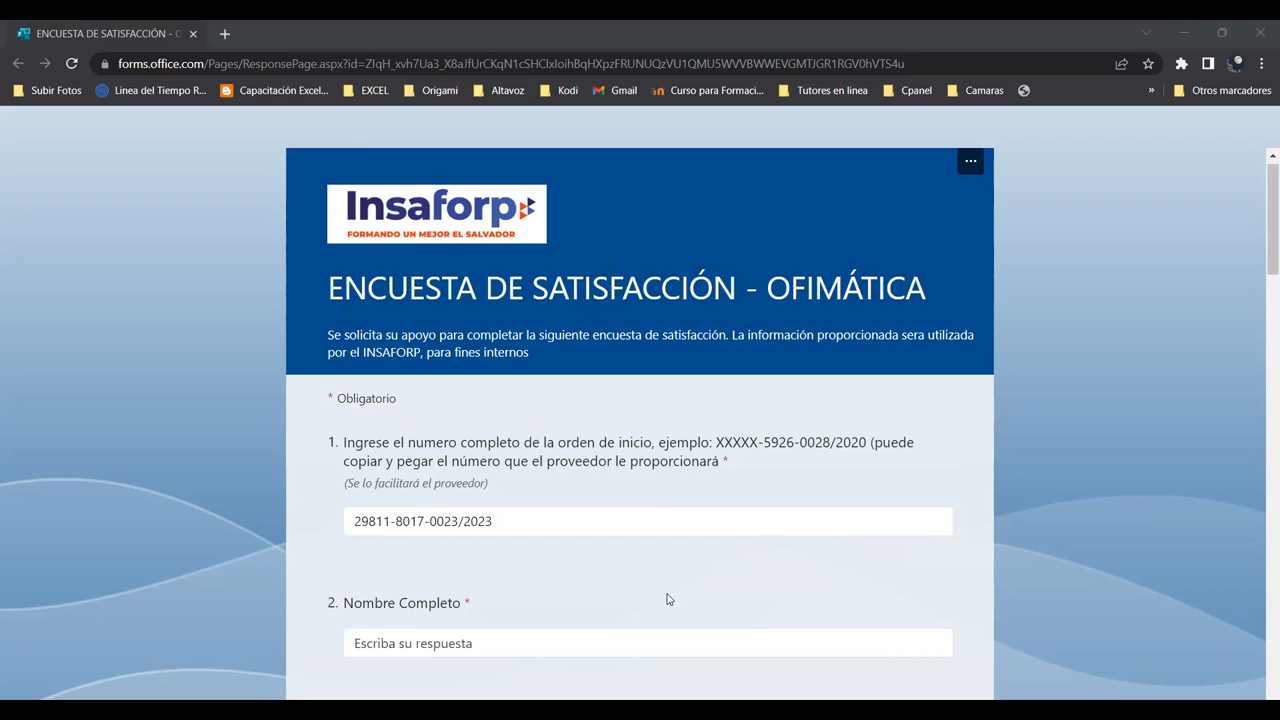 ENCUESTA DE SATISFACCIÓN - O
forms.office.com/Pages/ResponsePage.aspx?id=
Subir Fotos
Linea del Tiempo R...
Capacitación Excel...
EXCEL
Origami
Altavoz
Kodi
Gmail
Curso para Formaci...
Tutores en linea
Cpanel
Camaras
»
Otros marcadores
...
Insaforp
FORMANDO UN MEJOR EL SALVADOR
ENCUESTA DE SATISFACCIÓN - OFIMÁTICA
Se solicita su apoyo para completar la siguiente encuesta de satisfacción. La información proporcionada sera utilizada
por el INSAFORP, para fines internos
* Obligatorio
1. Ingrese el numero completo de la orden de inicio, ejemplo: XXXXX-5926-0028/2020 (puede
copiar y pegar el número que el proveedor le proporcionará *
(Se lo facilitará el proveedor)
29811-8017-0023/2023
2. Nombre Completo *
Escriba su respuesta